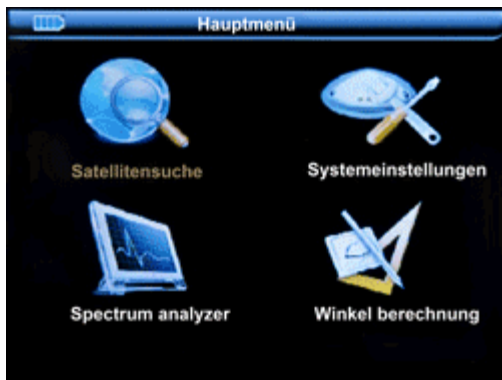 Hauptmenü
Satellitensuche
Systemeinstellungen
Spectrum analyzer
Winkel berechnung